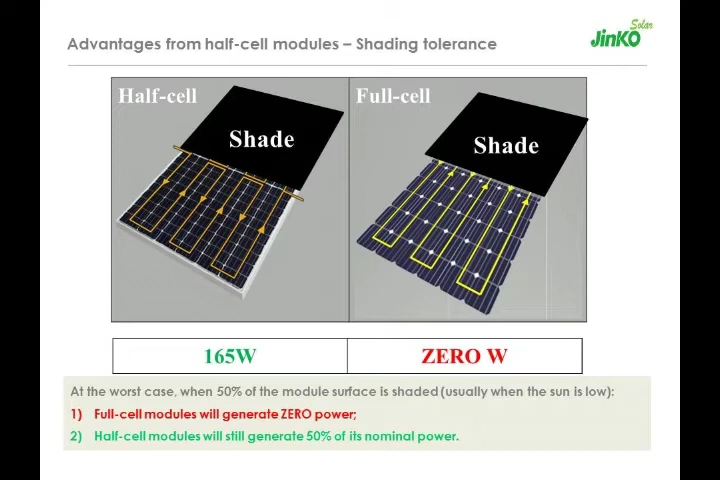 Solar
JinKO
Advantages from half-cell modules – Shading tolerance
Half-cell
Full-cell
Shade
Shade
165W
ZERO W
At the worst case, when 50% of the module surface is shaded (usually when the sun is low):
1) Full-cell modules will generate ZERO power;
2) Half-cell modules will still generate 50% of its nominal power.